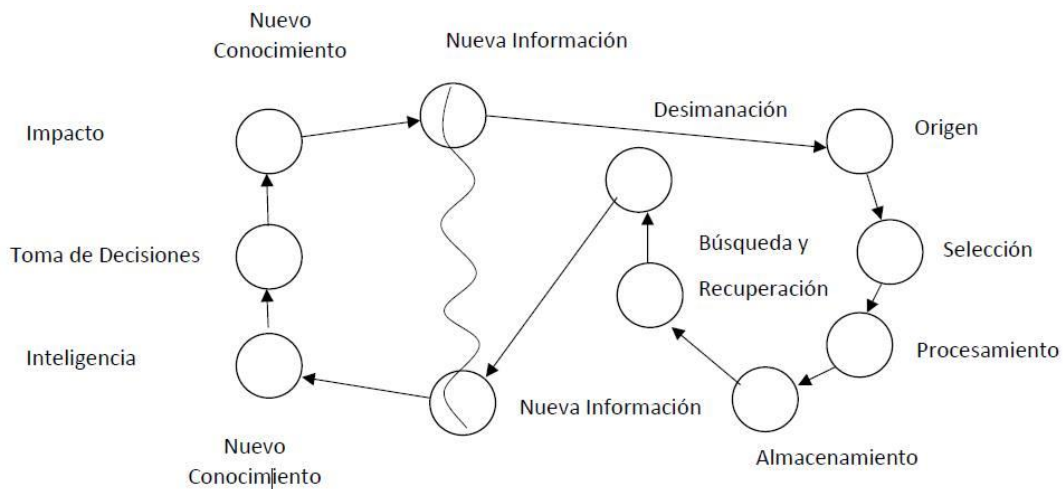 Nuevo
Conocimiento
Nueva Información
Desimanación
Impacto
Origen
Toma de Decisiones
Búsqueda y
Recuperación
Selección
Inteligencia
Procesamiento
Nueva Información
Nuevo
Conocimiento
Almacenamiento